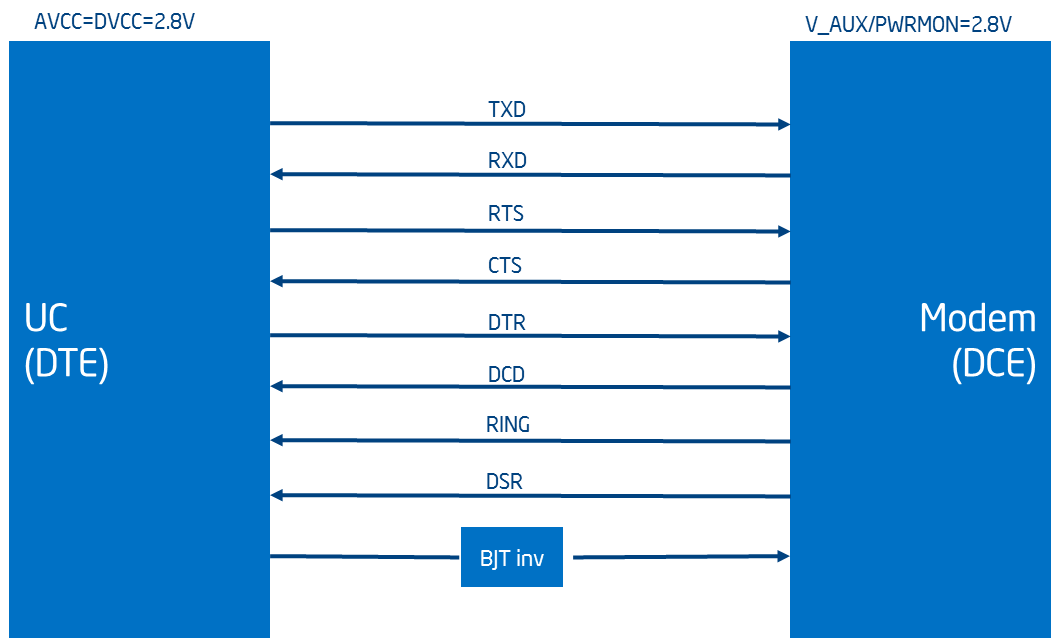 AVCC=DVCC=2.8V
V_AUX/PWRMON=2.8V
TXD
RXD
RTS
CTS
UC
(DTE)
Modem
(DCE)
DTR
DCD
RING
DSR
BJT inv